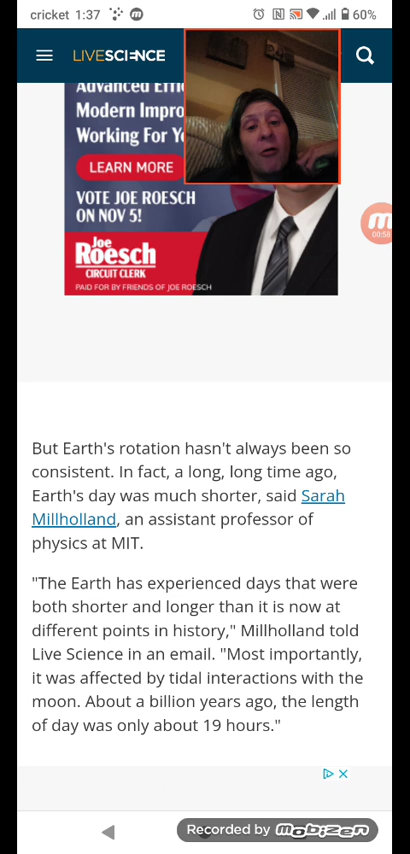 cricket 1:37
60%
LIVESCIENCE
Modern Impro
Working For
LEARN MORE
VOTE JOE ROESCH
ON NOV 5!
Joe
Roesch
CIRCUIT CLERK
PAID FOR BY FRIENDS OF JOE ROESCH
00:56
But Earth's rotation hasn't always been so
consistent. In fact, a long, long time ago,
Earth's day was much shorter, said Sarah
Millholland, an assistant professor of
physics at MIT.
"The Earth has experienced days that were
both shorter and longer than it is now at
different points in history," Millholland told
Live Science in an email. "Most importantly,
it was affected by tidal interactions with the
moon. About a billion years ago, the length
of day was only about 19 hours."
Recorded by mobizen